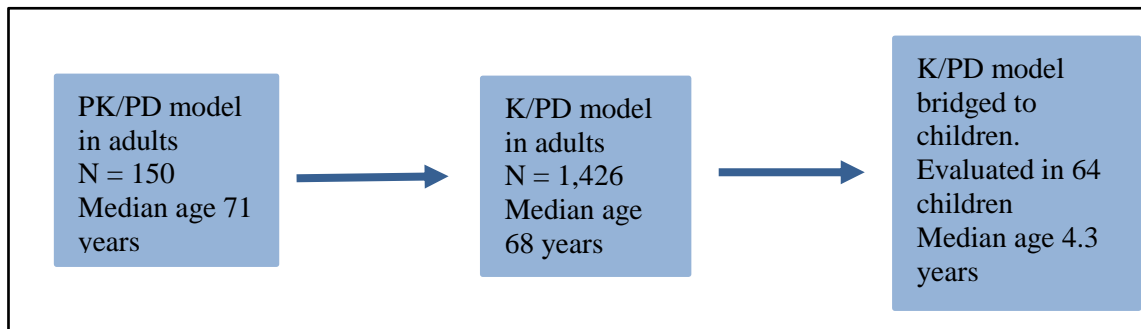 PK/PD model
in adults
N = 150
Median age 71
years
K/PD model
in adults
N = 1,426
Median age
68 years
K/PD model
bridged to
children.
Evaluated in 64
children
Median age 4.3
years